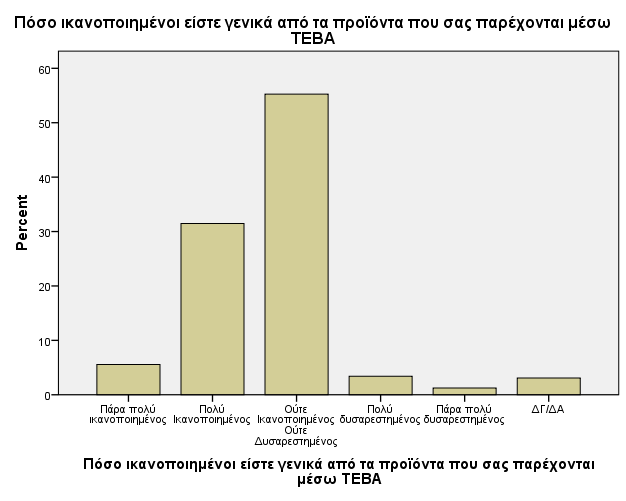 Πόσο ικανοποιημένοι είστε γενικά από τα προϊόντα που σας παρέχονται μέσω
ΤΕΒΑ
60
50
40
30
20
10
0
Percent
Πάρα πολύ
ικανοποιημένος
Πολύ
Ικανοποιημένος
Ούτε
Ικανοποιημένος
Ούτε
Δυσαρεστημένος
Πολύ
δυσαρεστημένος
Πάρα πολύ
δυσαρεστημένος
ΔΓ/ΔΑ
Πόσο ικανοποιημένοι είστε γενικά από τα προϊόντα που σας παρέχονται
μέσω ΤΕΒΑ